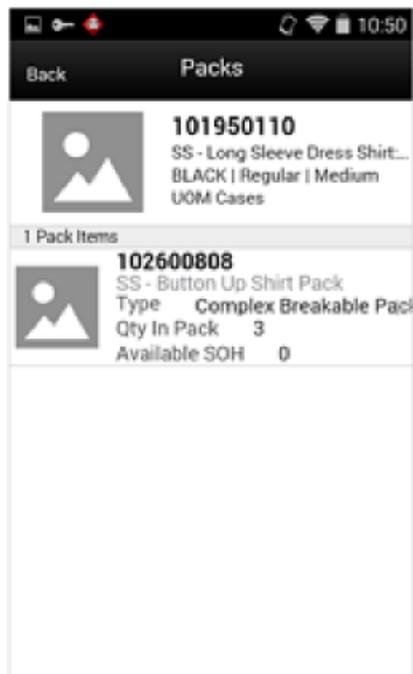 10:50
Back
Packs
101950110
SS - Long Sleeve Dress Shirt:...
BLACK | Regular | Medium
UOM Cases
1 Pack Items
102600808
SS - Button Up Shirt Pack
Type Complex Breakable Pack
Qty In Pack 3
Available SOH 0